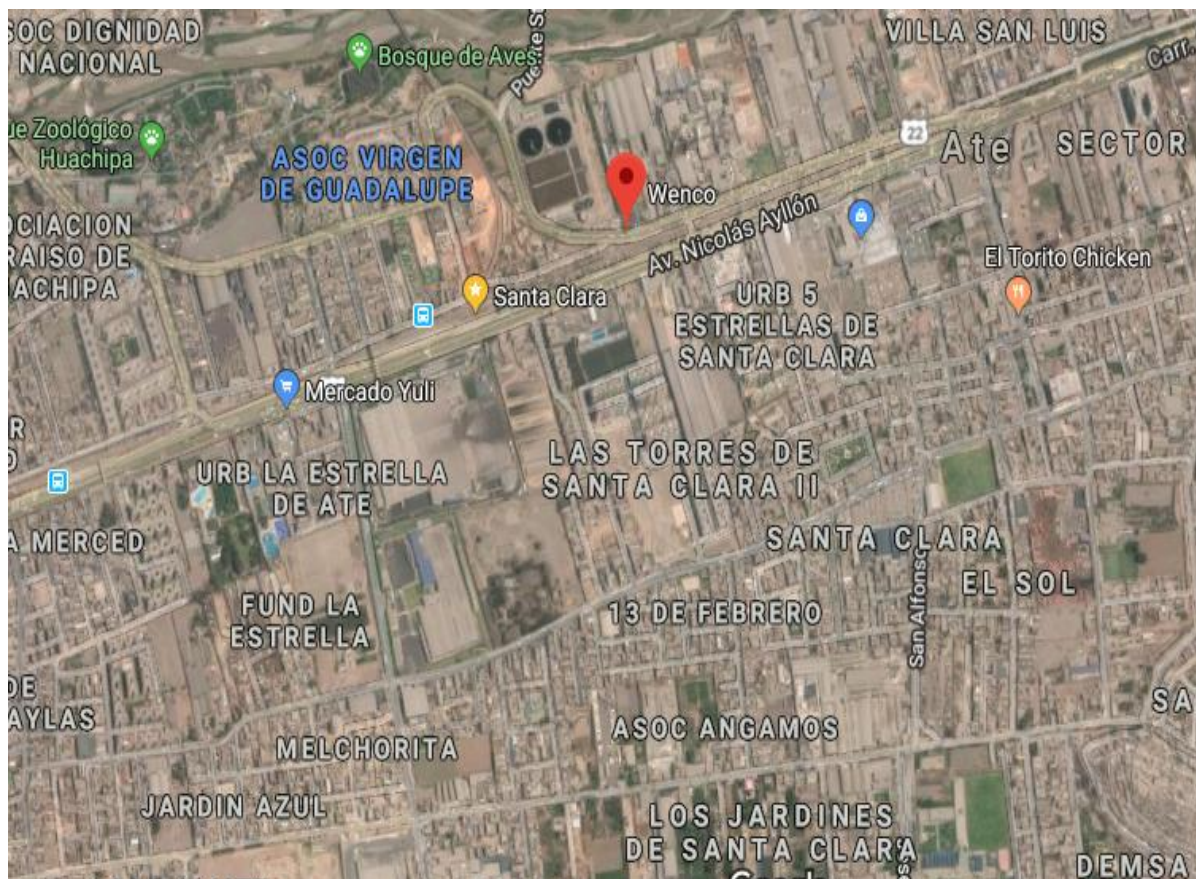 SOC DIGNIDAD
NACIONAL
Bosque de Aves
Puente St
VILLA SAN LUIS
Carr.
ue Zoológico
Huachipa
ASOC VIRGEN
DE GUADALUPE
22
Ate
SECTOR
Wenco
OCIACION
RAISO DE
ACHIPA
Av. Nicolás Ayllón
El Torito Chicken
Santa Clara
URB 5
ESTRELLAS DE
SANTA CLARA
Mercado Yuli
R
O
URB LA ESTRELLA
DE ATE
LAS TORRES DE
SANTA CLARA II
A MERCED
SANTA CLARA
EL SOL
San Alfonso
FUND LA
ESTRELLA
13 DE FEBRERO
DE
AYLAS
SA
ASOC ANGAMOS
MELCHORITA
JARDIN AZUL
LOS JARDINES
DE SANTA CLARA
DEMSA